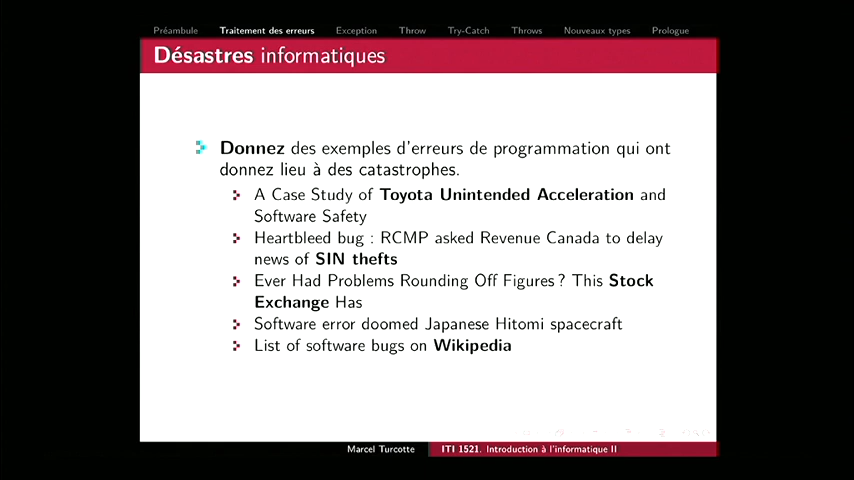 Préambule Traitement des erreurs Exception Throw Try-Catch Throws Nouveaux types Prologue
Désastres informatiques
Donnez des exemples d'erreurs de programmation qui ont
donnez lieu à des catastrophes.
A Case Study of Toyota Unintended Acceleration and
Software Safety
Heartbleed bug : RCMP asked Revenue Canada to delay
news of SIN thefts
Ever Had Problems Rounding Off Figures ? This Stock
Exchange Has
Software error doomed Japanese Hitomi spacecraft
List of software bugs on Wikipedia
Marcel Turcotte ITI 1521. Introduction à l'informatique II